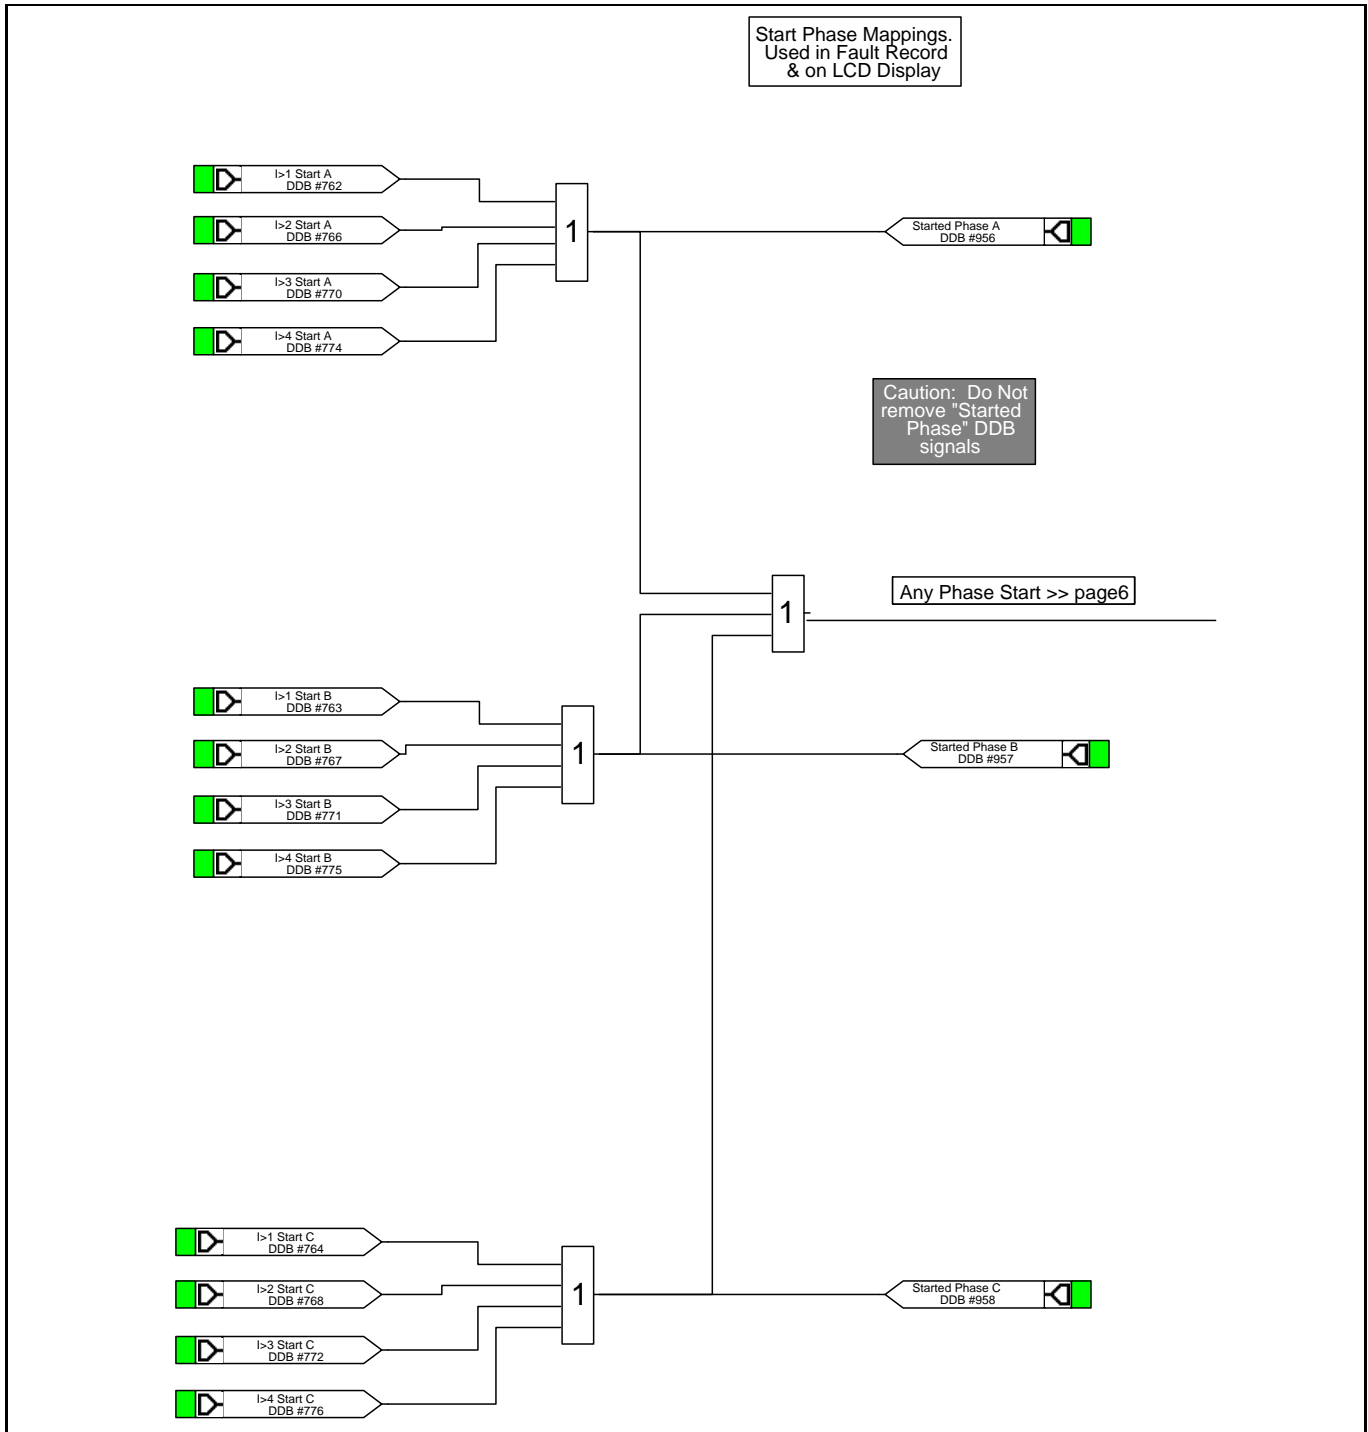 Start Phase Mappings.
Used in Fault Record
& on LCD Display
I>1 Start A
DDB #762
I>2 Start A
DDB #766
I>3 Start A
DDB #770
I>4 Start A
DDB #774
1
Started Phase A
DDB #956
Caution: Do Not
remove "Started
Phase" DDB
signals
1
Any Phase Start >> page6
I>1 Start B
DDB #763
I>2 Start B
DDB #767
I>3 Start B
DDB #771
I>4 Start B
DDB #775
1
Started Phase B
DDB #957
I>1 Start C
DDB #764
I>2 Start C
DDB #768
I>3 Start C
DDB #772
I>4 Start C
DDB #776
1
Started Phase C
DDB #958